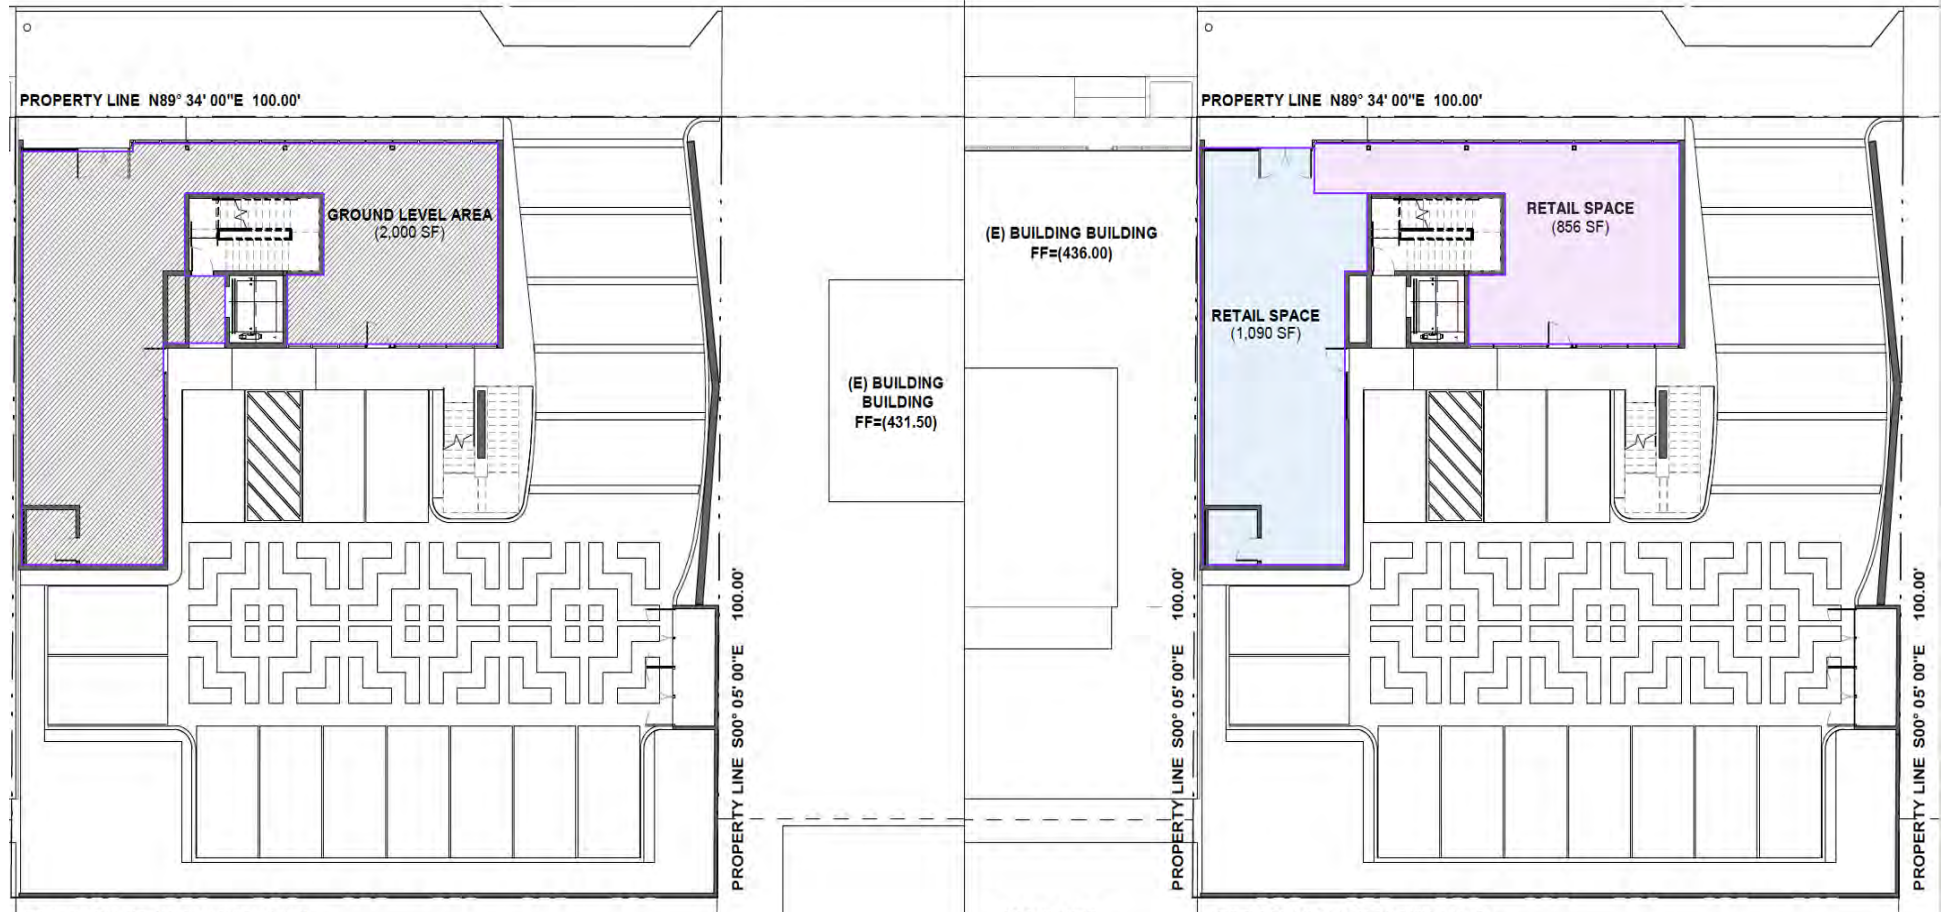 PROPERTY LINE N89° 34' 00"E 100.00'
GROUND LEVEL AREA
(2,000 SF)
(E) BUILDING
BUILDING
FF=(431.50)
PROPERTY LINE S00° 05' 00"E 100.00'
(E) BUILDING BUILDING
FF=(436.00)
PROPERTY LINE S00° 05' 00"E 100.00'
PROPERTY LINE N89° 34' 00"E 100.00'
RETAIL SPACE
(856 SF)
RETAIL SPACE
(1,090 SF)
PROPERTY LINE S00° 05' 00"E 100.00'